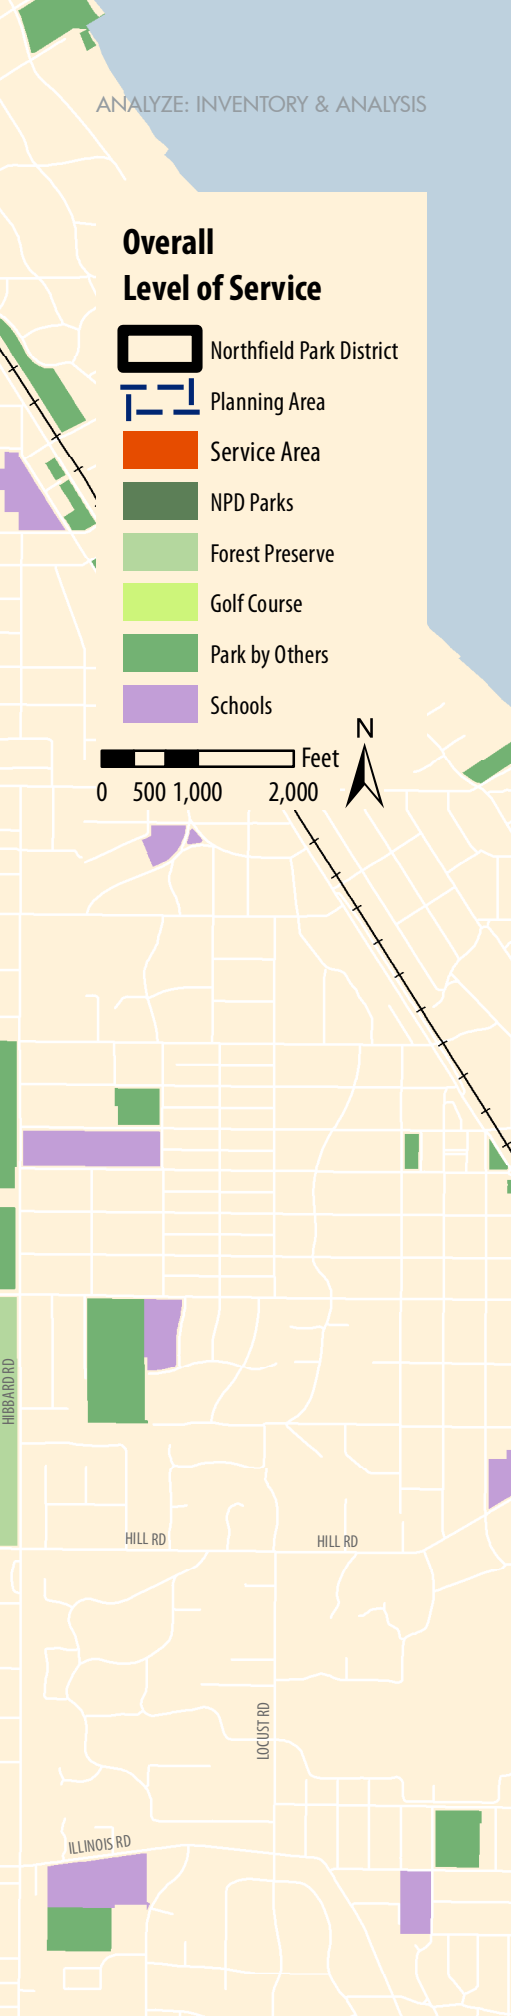 ANALYZE: INVENTORY & ANALYSIS
Overall
Level of Service
Northfield Park District
Planning Area
Service Area
NPD Parks
Forest Preserve
Golf Course
Park by Others
Schools
N
Feet
0 500 1,000 2,000
HIBBARD RD
HILL RD HILL RD
LOCUST RD
ILLINOIS RD